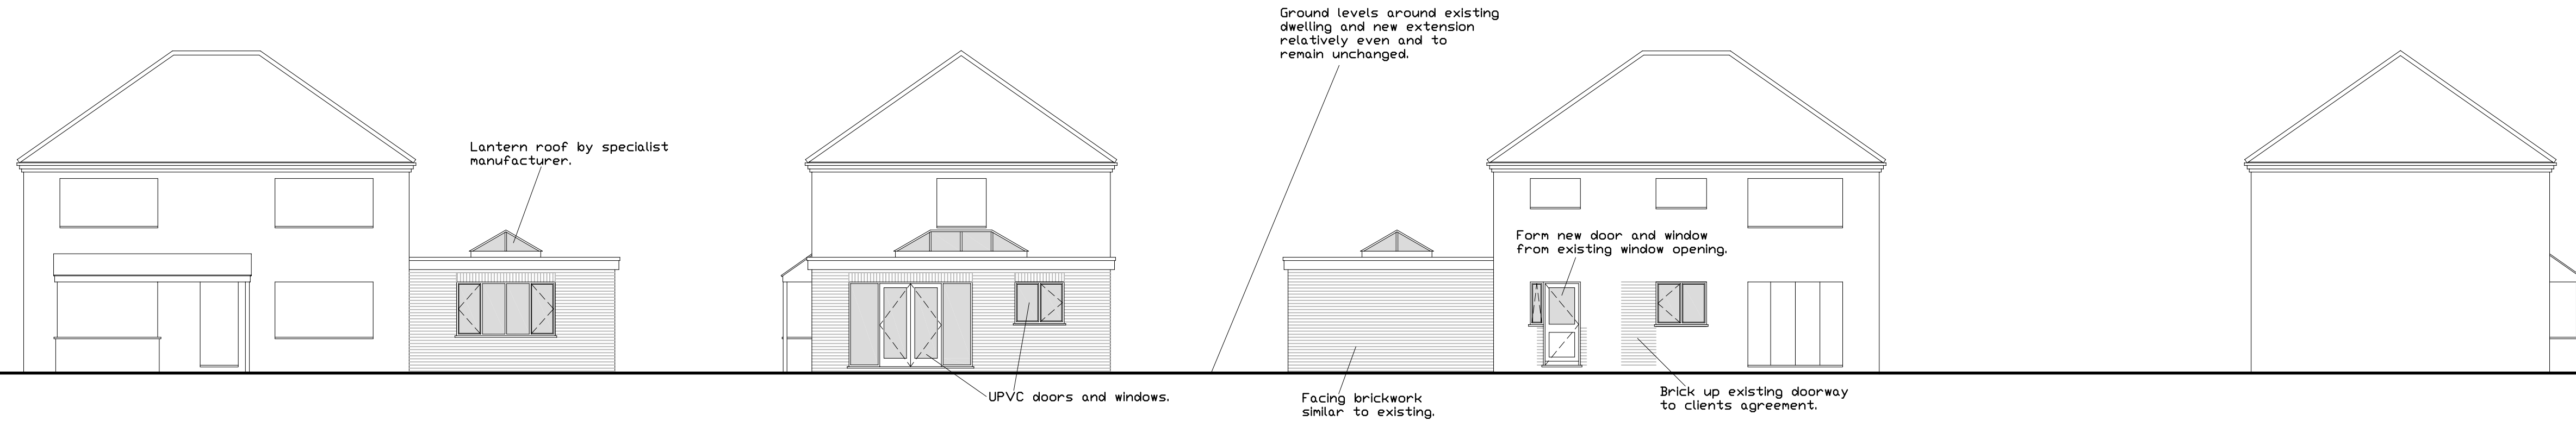 Ground levels around existing
dwelling and new extension
relatively even and to
remain unchanged.
Lantern roof by specialist
manufacturer.
Form new door and window
from existing window opening.
UPVC doors and windows.
Facing brickwork
similar to existing.
Brick up existing doorway
to clients agreement.